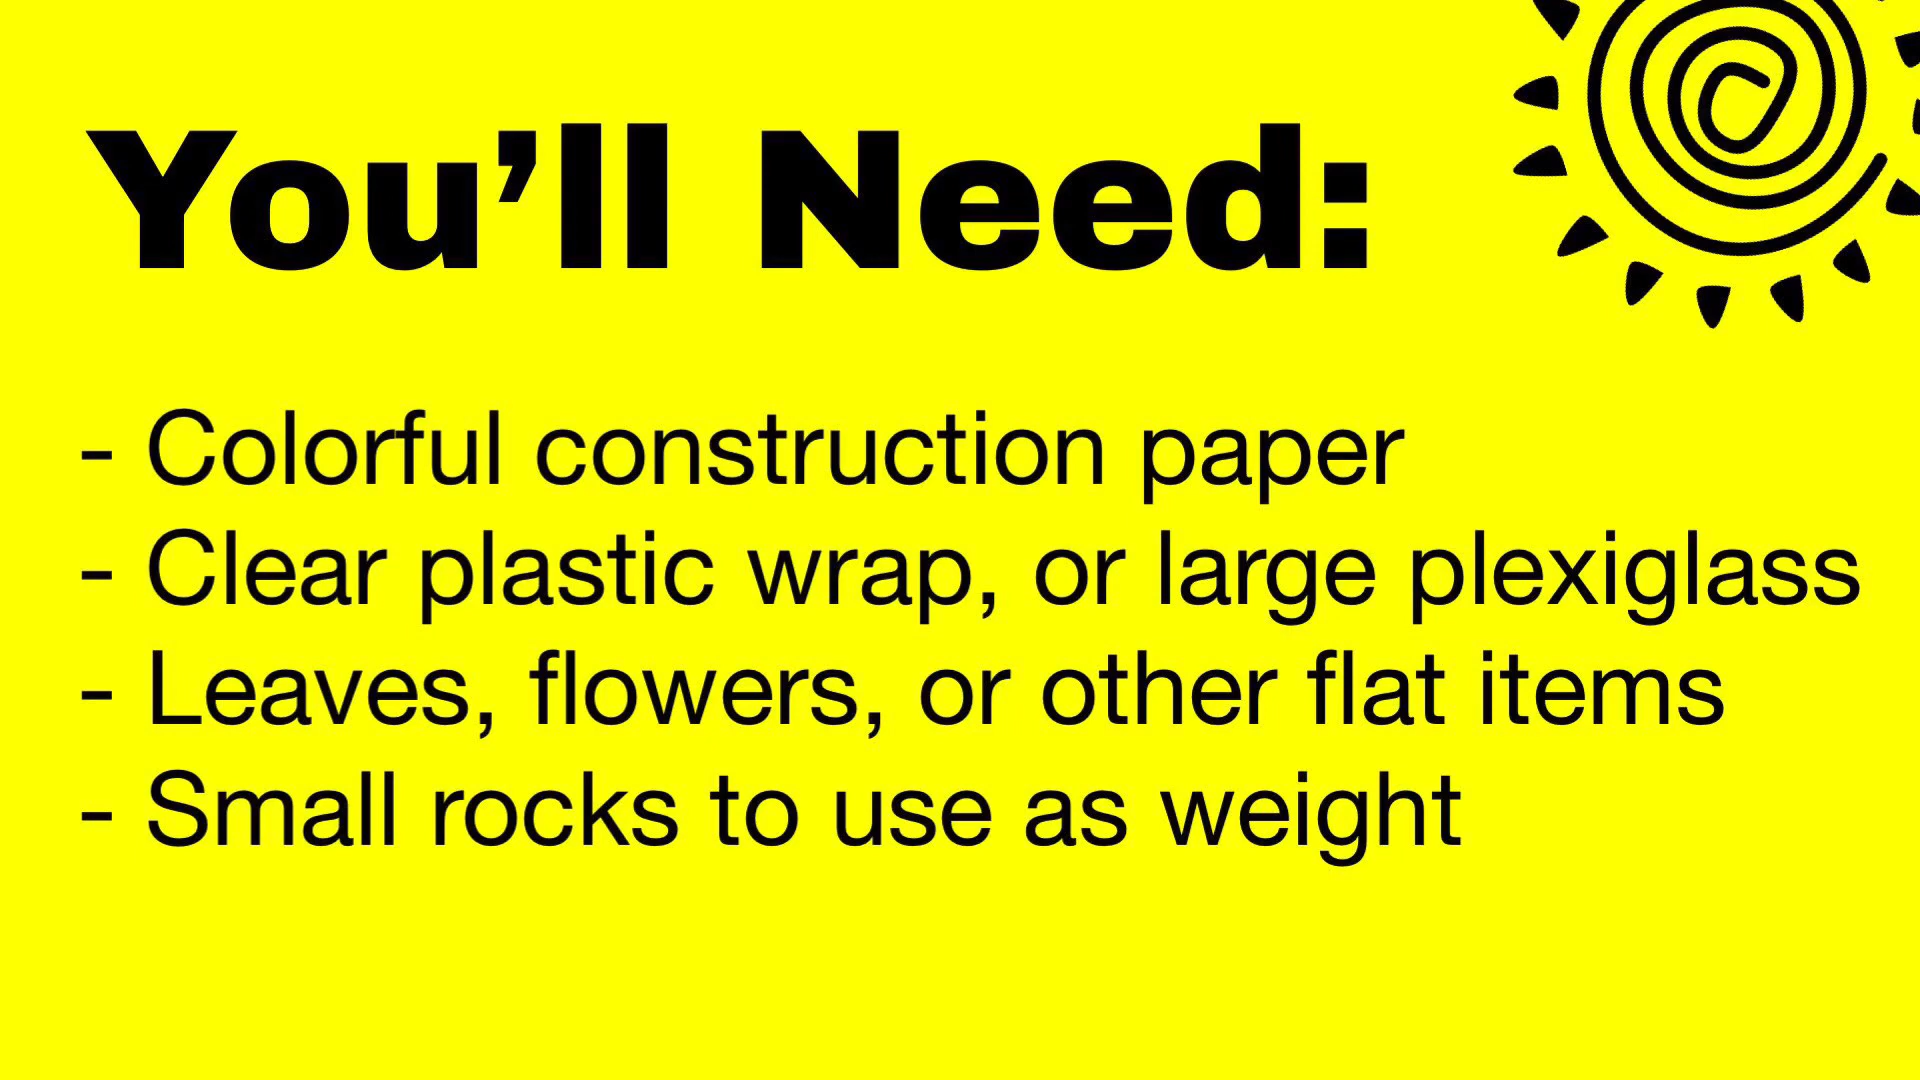 You’ll Need:
- Colorful construction paper
- Clear plastic wrap, or large plexiglass
- Leaves, flowers, or other flat items
- Small rocks to use as weight